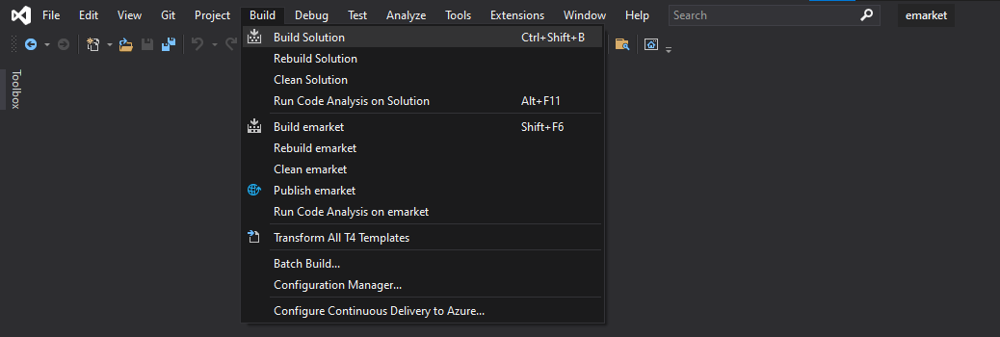 File Edit View Git Project Build Debug Test Analyze Tools Extensions Window Help Search emarket
Toolbox
Build Solution Ctrl+Shift+B
Rebuild Solution
Clean Solution
Run Code Analysis on Solution Alt+F11
Build emarket Shift+F6
Rebuild emarket
Clean emarket
Publish emarket
Run Code Analysis on emarket
Transform All T4 Templates
Batch Build...
Configuration Manager...
Configure Continuous Delivery to Azure...